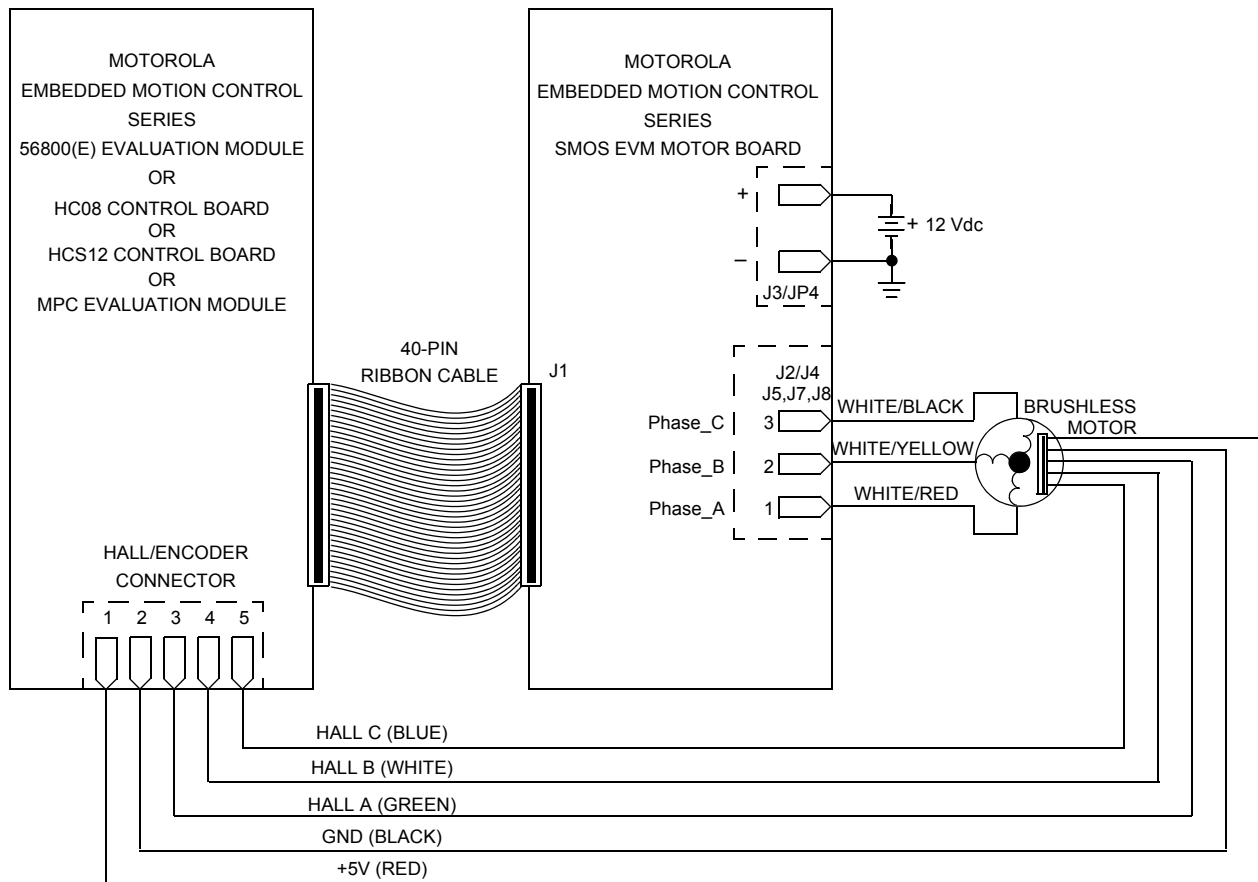 MOTOROLA
EMBEDDED MOTION CONTROL
SERIES
56800(E) EVALUATION MODULE
OR
HC08 CONTROL BOARD
OR
HCS12 CONTROL BOARD
OR
MPC EVALUATION MODULE
MOTOROLA
EMBEDDED MOTION CONTROL
SERIES
SMOS EVM MOTOR BOARD
+
+ 12 Vdc
–
J3/JP4
40-PIN
RIBBON CABLE
J1
J2/J4
J5,J7,J8
Phase_C 3 WHITE/BLACK
Phase_B 2 WHITE/YELLOW
Phase_A 1 WHITE/RED
BRUSHLESS
MOTOR
HALL/ENCODER
CONNECTOR
1 2 3 4 5
HALL C (BLUE)
HALL B (WHITE)
HALL A (GREEN)
GND (BLACK)
+5V (RED)